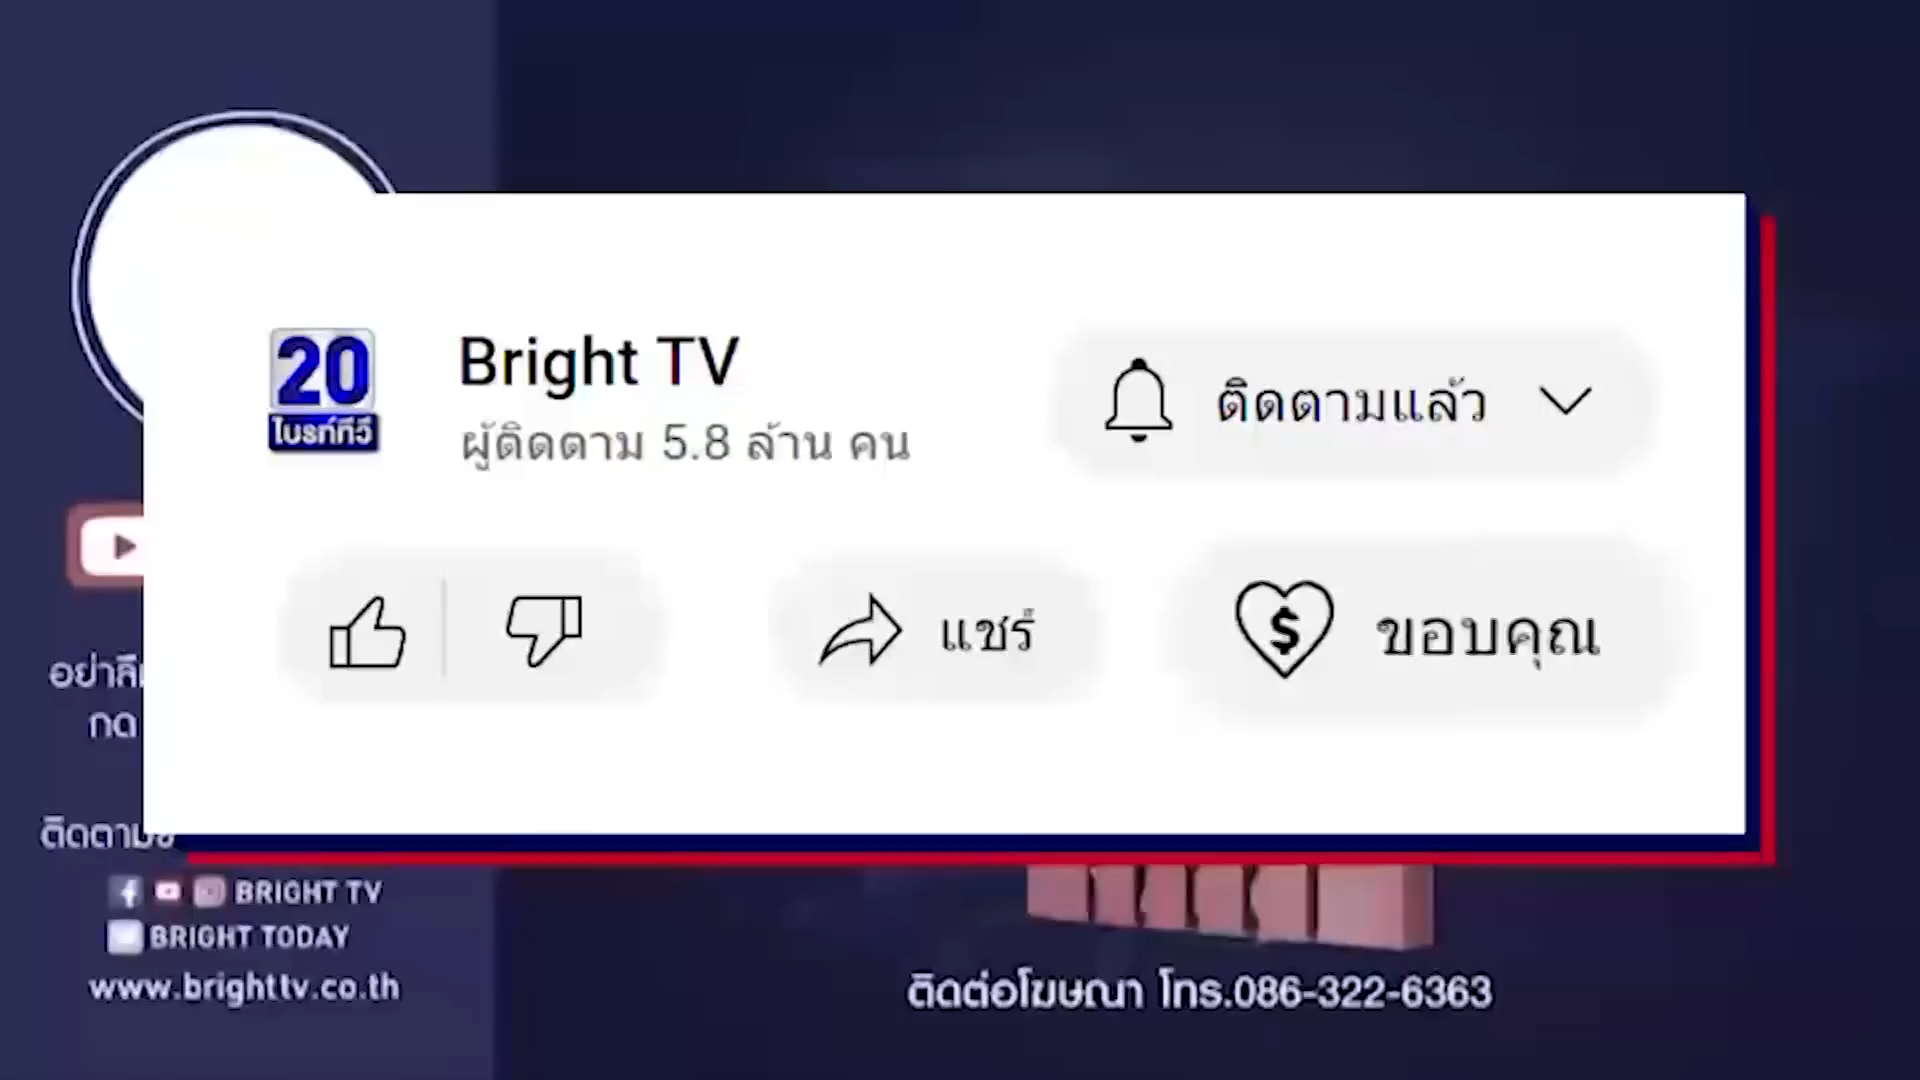 20
ไบรท์ทีวี
Bright TV
ผู้ติดตาม 5.8 ล้าน คน
ติดตามแล้ว
แชร์
ขอบคุณ
กด
BRIGHT TV
BRIGHT TODAY
www.brighttv.co.th
ติดต่อโฆษณา โทร.086-322-6363